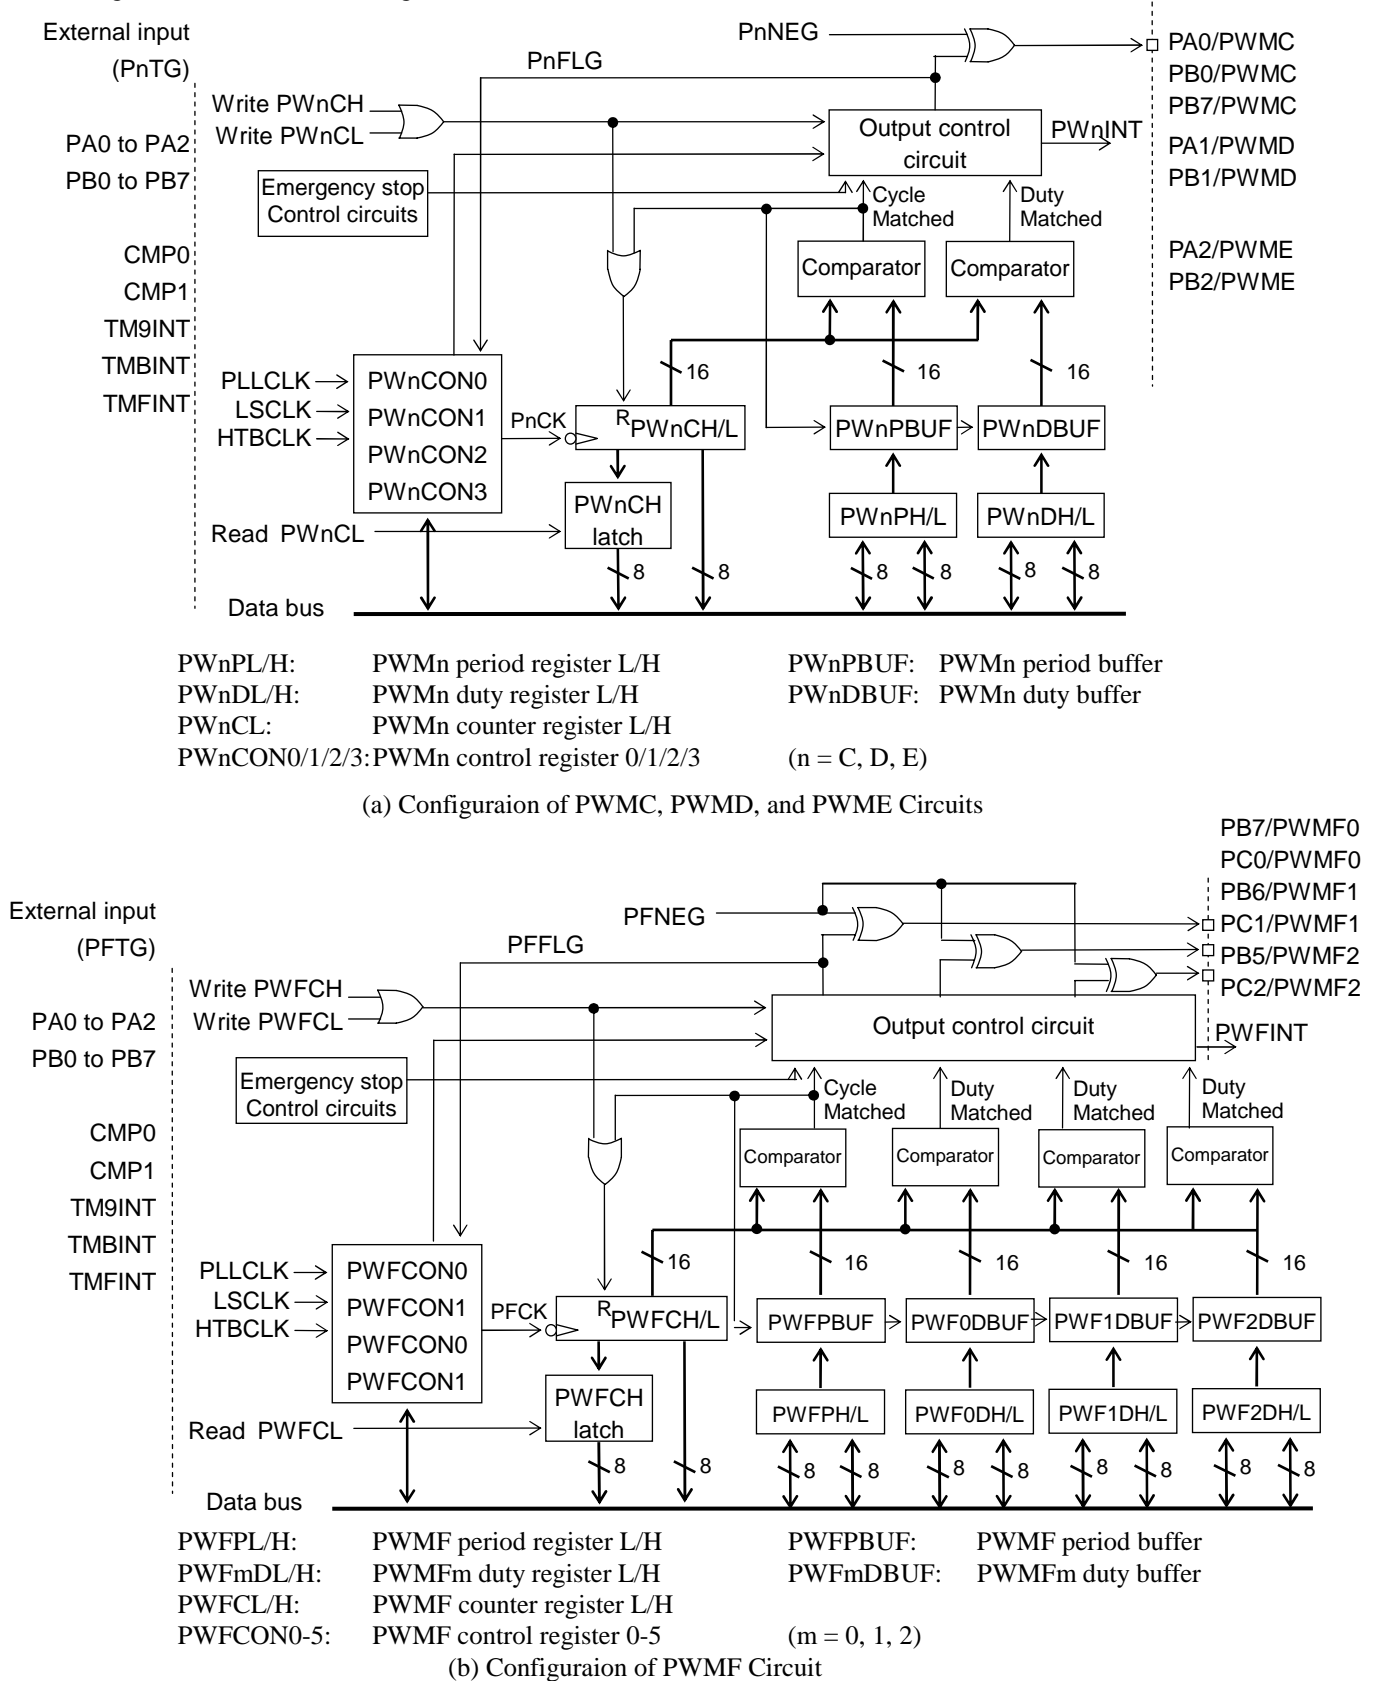 External input
(PnTG)
PA0 to PA2
PB0 to PB7
CMP0
CMP1
TM9INT
TMBINT
TMFINT
PnNEG
PnFLG
Write PWnCH
Write PWnCL
Emergency stop
Control circuits
Output control
circuit
PWnINT
PA0/PWMC
PB0/PWMC
PB7/PWMC
PA1/PWMD
PB1/PWMD
PA2/PWME
PB2/PWME
Cycle
Matched
Duty
Matched
Comparator
Comparator
16
16
16
PLLCLK
LSCLK
HTBCLK
PWnCON0
PWnCON1
PWnCON2
PWnCON3
PnCK
R
PWnCH/L
PWnPBUF
PWnDBUF
PWnCH
latch
PWnPH/L
PWnDH/L
Read PWnCL
8
8
8
8
8
8
Data bus
PWnPL/H: PWMn period register L/H PWnPBUF: PWMn period buffer
PWnDL/H: PWMn duty register L/H PWnDBUF: PWMn duty buffer
PWnCL: PWMn counter register L/H
PWnCON0/1/2/3: PWMn control register 0/1/2/3 (n = C, D, E)
(a) Configuraion of PWMC, PWMD, and PWME Circuits
External input
(PFTG)
PA0 to PA2
PB0 to PB7
CMP0
CMP1
TM9INT
TMBINT
TMFINT
PFNEG
PFFLG
Write PWFCH
Write PWFCL
Emergency stop
Control circuits
Output control circuit
PWFINT
PB7/PWMF0
PC0/PWMF0
PB6/PWMF1
PC1/PWMF1
PB5/PWMF2
PC2/PWMF2
Cycle
Matched
Duty
Matched
Duty
Matched
Duty
Matched
Comparator
Comparator
Comparator
Comparator
16
16
16
16
16
PLLCLK
LSCLK
HTBCLK
PWFCON0
PWFCON1
PWFCON0
PWFCON1
PFCK
R
PWFCH/L
PWFPBUF
PWF0DBUF
PWF1DBUF
PWF2DBUF
PWFCH
latch
PWFPH/L
PWF0DH/L
PWF1DH/L
PWF2DH/L
Read PWFCL
8
8
8
8
8
8
8
8
8
8
Data bus
PWFPL/H: PWMF period register L/H PWFPBUF: PWMF period buffer
PWFmDL/H: PWMFm duty register L/H PWFmDBUF: PWMFm duty buffer
PWFCL/H: PWMF counter register L/H
PWFCON0-5: PWMF control register 0-5 (m = 0, 1, 2)
(b) Configuraion of PWMF Circuit